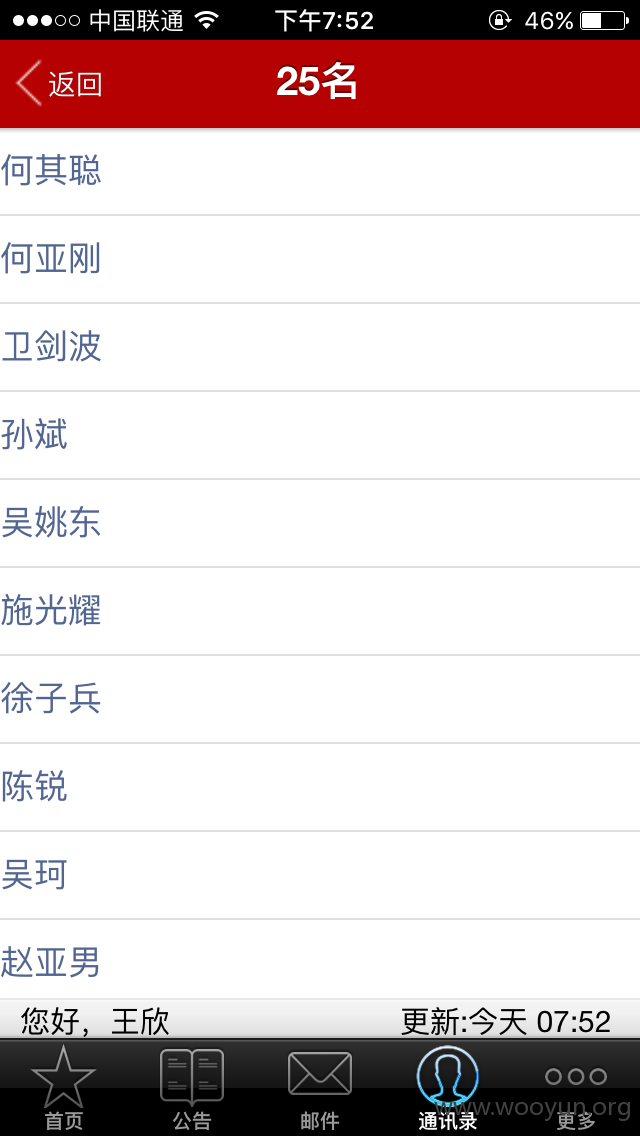 中国联通 下午7:52 46%
返回 25名
何其聪
何亚刚
卫剑波
孙斌
吴姚东
施光耀
徐子兵
陈锐
吴珂
赵亚男
您好，王欣 更新:今天 07:52
首页 公告 邮件 通讯录 更多
www.wooyun.org